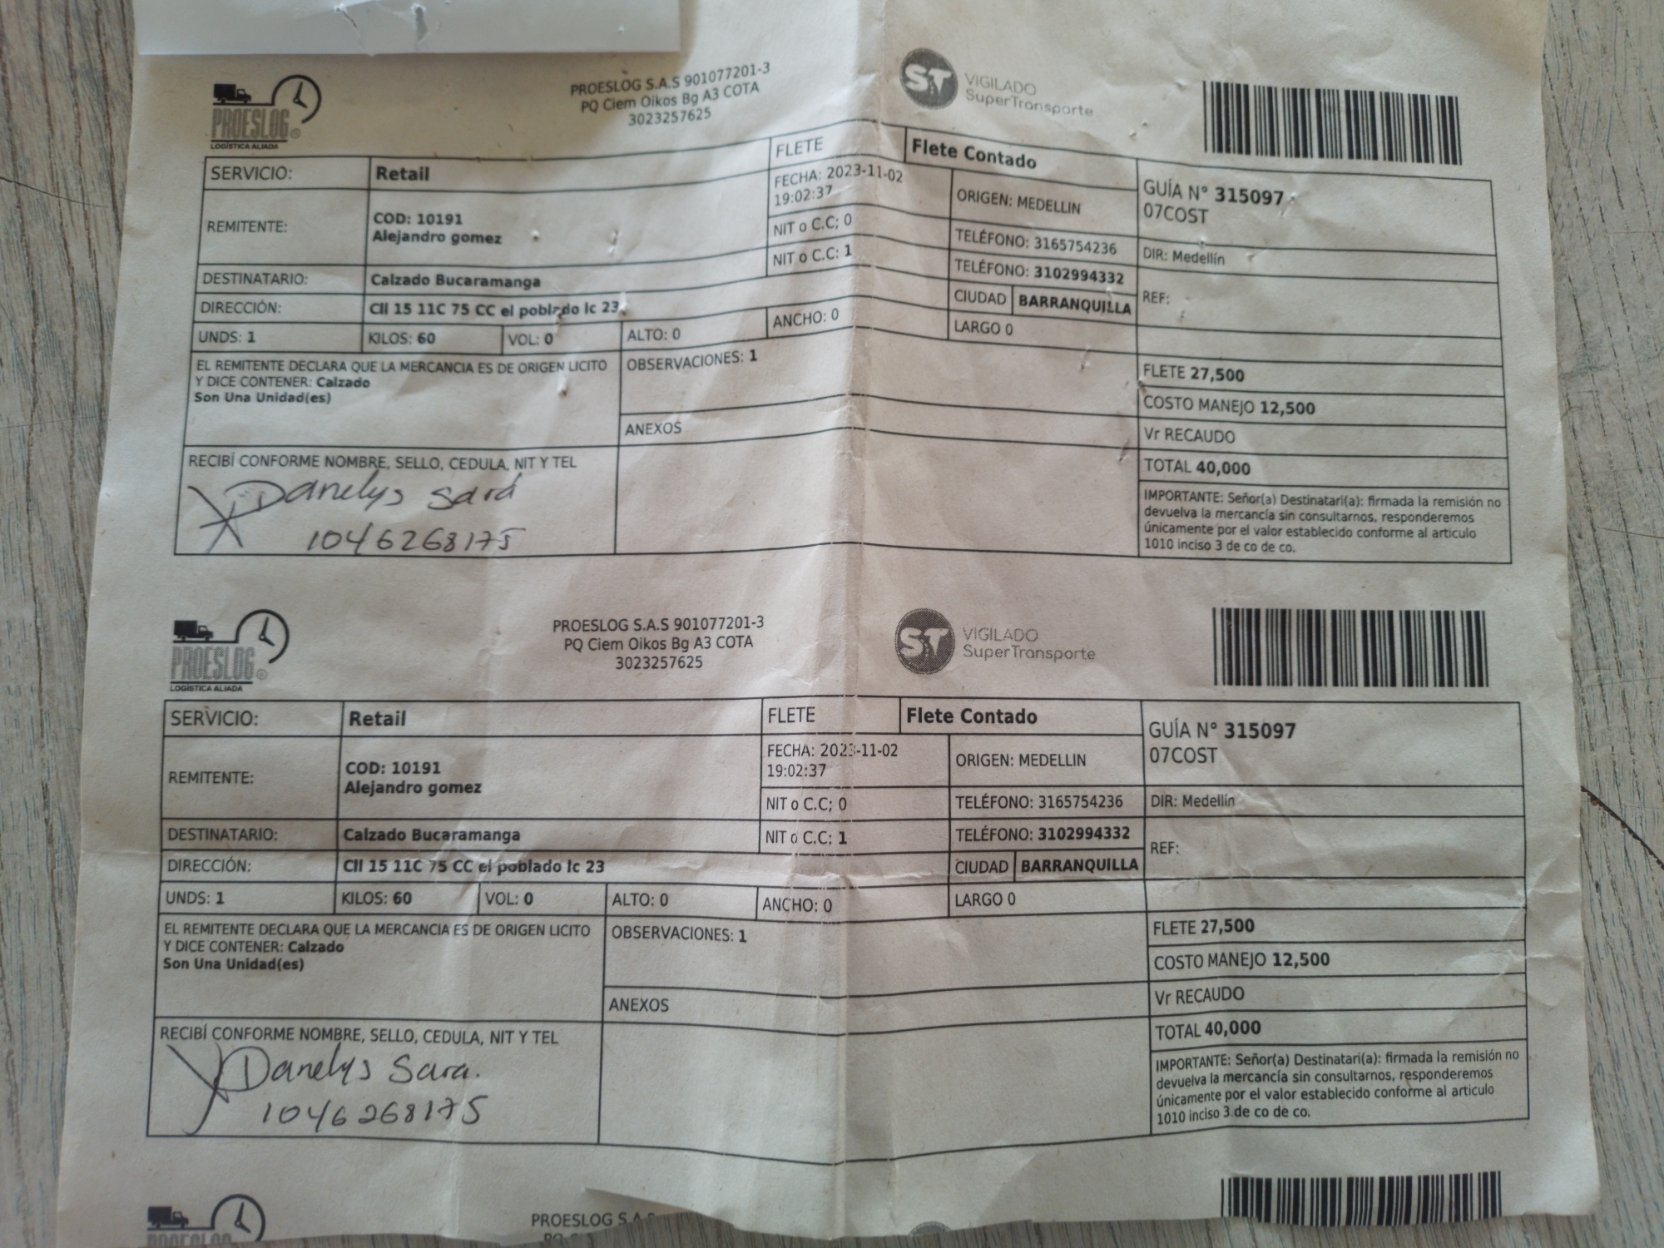 PROESLOG®
LOGÍSTICA ALIADA
PROESLOG S.A.S 901077201-3
PQ Ciem Oikos Bg A3 COTA
3023257625
ST VIGILADO
SuperTransporte
SERVICIO: Retail
FLETE Flete Contado
REMITENTE: COD: 10191
Alejandro gomez
FECHA: 2023-11-02
19:02:37
ORIGEN: MEDELLIN
GUÍA N° 315097
07COST
NIT o C.C; 0
TELÉFONO: 3165754236
DIR: Medellín
DESTINATARIO: Calzado Bucaramanga
NIT o C.C: 1
TELÉFONO: 3102994332
REF:
DIRECCIÓN: Cll 15 11C 75 CC el poblado lc 23
CIUDAD BARRANQUILLA
UNDS: 1 KILOS: 60 VOL: 0 ALTO: 0 ANCHO: 0 LARGO 0
EL REMITENTE DECLARA QUE LA MERCANCIA ES DE ORIGEN LICITO
Y DICE CONTENER: Calzado
Son Una Unidad(es)
OBSERVACIONES: 1
ANEXOS
FLETE 27,500
COSTO MANEJO 12,500
Vr RECAUDO
TOTAL 40,000
RECIBÍ CONFORME NOMBRE, SELLO, CEDULA, NIT Y TEL
Danelys Sara
1046268175
IMPORTANTE: Señor(a) Destinatari(a): firmada la remisión no
devuelva la mercancía sin consultarnos, responderemos
únicamente por el valor establecido conforme al articulo
1010 inciso 3 de co de co.
PROESLOG®
LOGÍSTICA ALIADA
PROESLOG S.A.S 901077201-3
PQ Ciem Oikos Bg A3 COTA
3023257625
ST VIGILADO
SuperTransporte
SERVICIO: Retail
FLETE Flete Contado
REMITENTE: COD: 10191
Alejandro gomez
FECHA: 2023-11-02
19:02:37
ORIGEN: MEDELLIN
GUÍA N° 315097
07COST
NIT o C.C; 0
TELÉFONO: 3165754236
DIR: Medellín
DESTINATARIO: Calzado Bucaramanga
NIT o C.C: 1
TELÉFONO: 3102994332
REF:
DIRECCIÓN: Cll 15 11C 75 CC el poblado lc 23
CIUDAD BARRANQUILLA
UNDS: 1 KILOS: 60 VOL: 0 ALTO: 0 ANCHO: 0 LARGO 0
EL REMITENTE DECLARA QUE LA MERCANCIA ES DE ORIGEN LICITO
Y DICE CONTENER: Calzado
Son Una Unidad(es)
OBSERVACIONES: 1
ANEXOS
FLETE 27,500
COSTO MANEJO 12,500
Vr RECAUDO
TOTAL 40,000
RECIBÍ CONFORME NOMBRE, SELLO, CEDULA, NIT Y TEL
Danelys Sara.
1046268175
IMPORTANTE: Señor(a) Destinatari(a): firmada la remisión no
devuelva la mercancía sin consultarnos, responderemos
únicamente por el valor establecido conforme al articulo
1010 inciso 3 de co de co.
PROESLOG
PROESLOG S.A.S